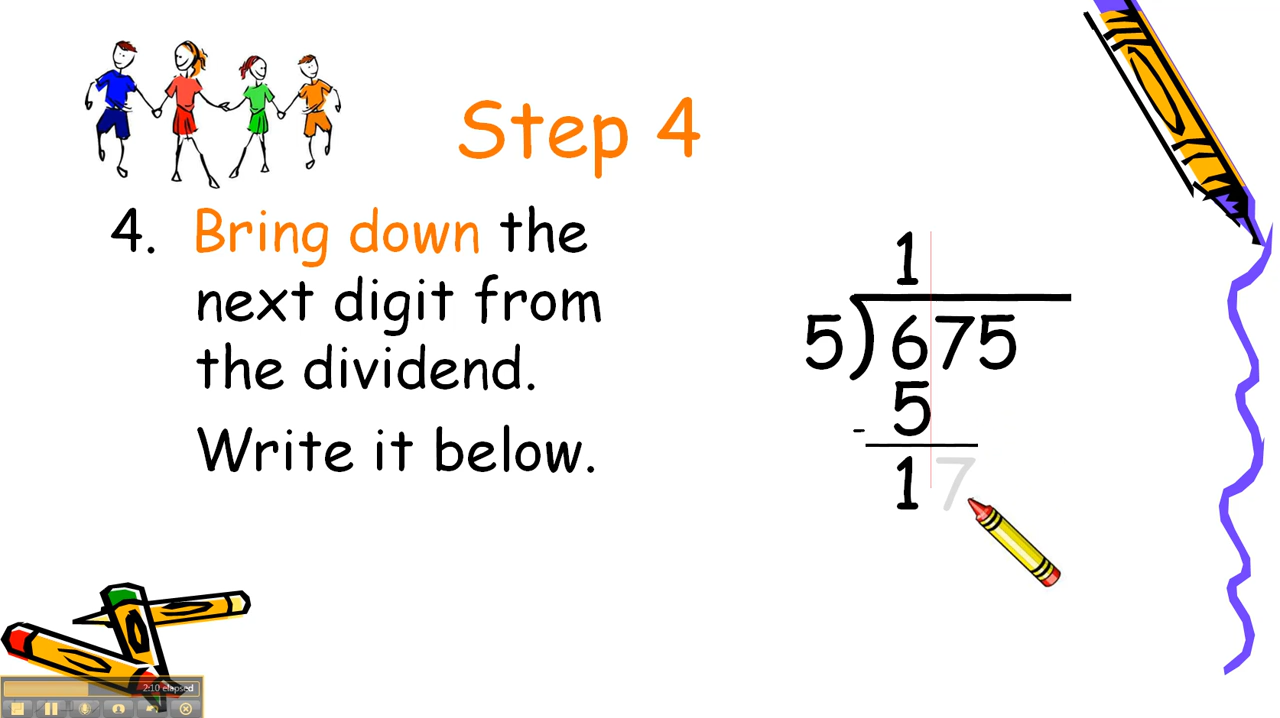 Step 4
4. Bring down the
next digit from
the dividend.
Write it below.
1
5)675
- 5
17
2:10 elapsed